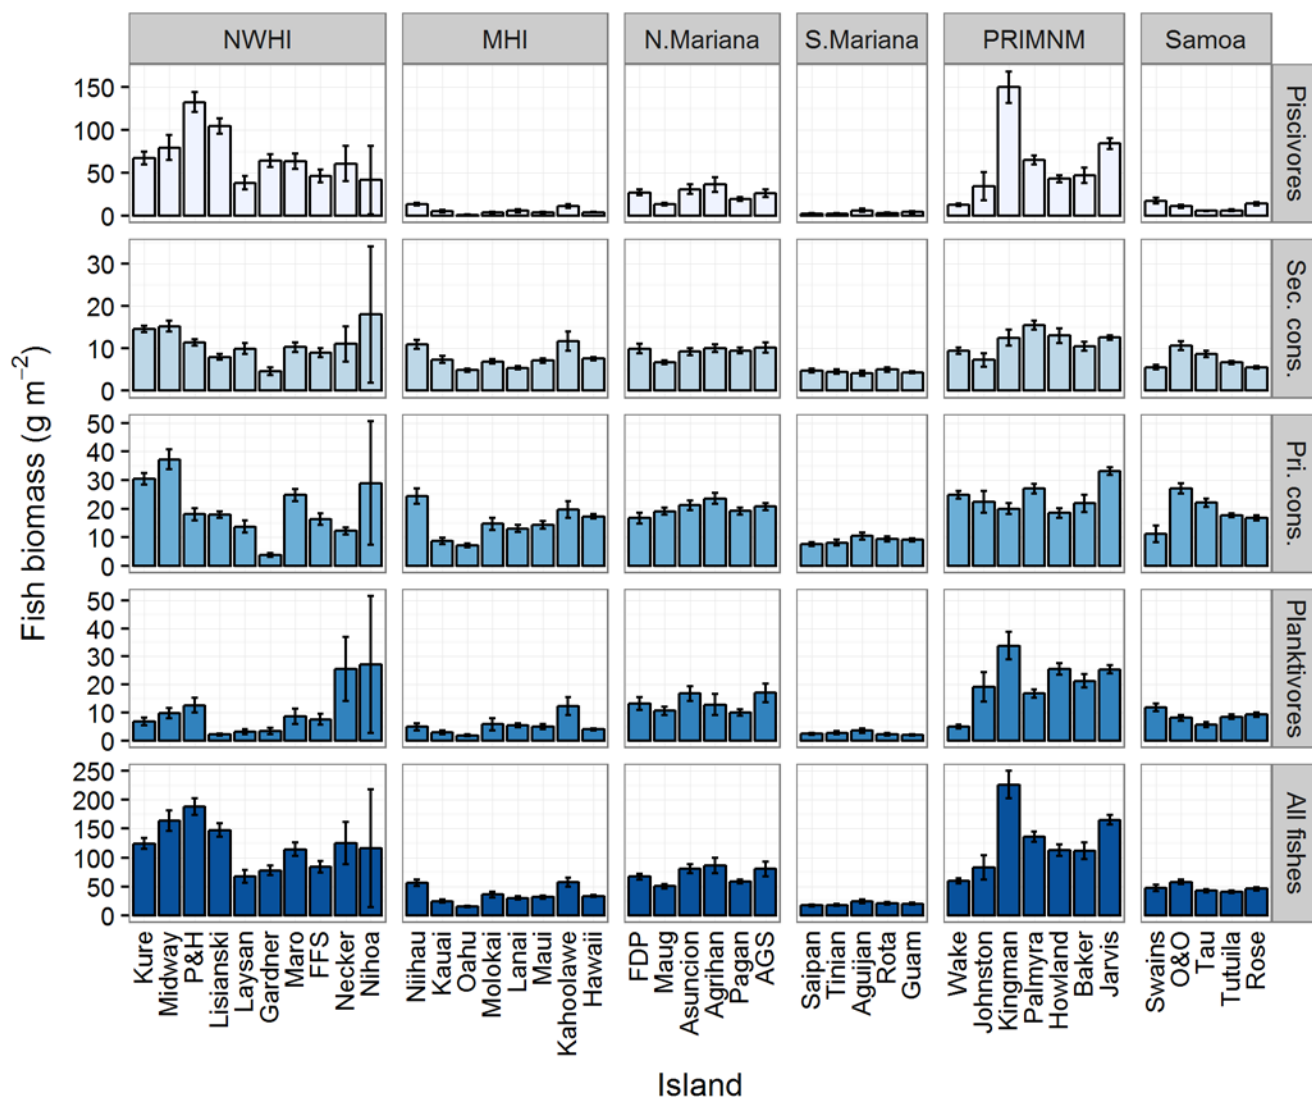 NWHI MHI N.Mariana S.Mariana PRIMNM Samoa
Piscivores
150
100
50
0
Sec. cons.
30
20
10
0
Pri. cons.
50
40
30
20
10
0
Planktivores
50
40
30
20
10
0
All fishes
250
200
150
100
50
0
Fish biomass (g m−2)
Kure
Midway
P&H
Lisianski
Laysan
Gardner
Maro
FFS
Necker
Nihoa
Niihau
Kauai
Oahu
Molokai
Lanai
Maui
Kahoolawe
Hawaii
FDP
Maug
Asuncion
Agrihan
Pagan
AGS
Saipan
Tinian
Aguijan
Rota
Guam
Wake
Johnston
Kingman
Palmyra
Howland
Baker
Jarvis
Swains
O&O
Tau
Tutuila
Rose
Island